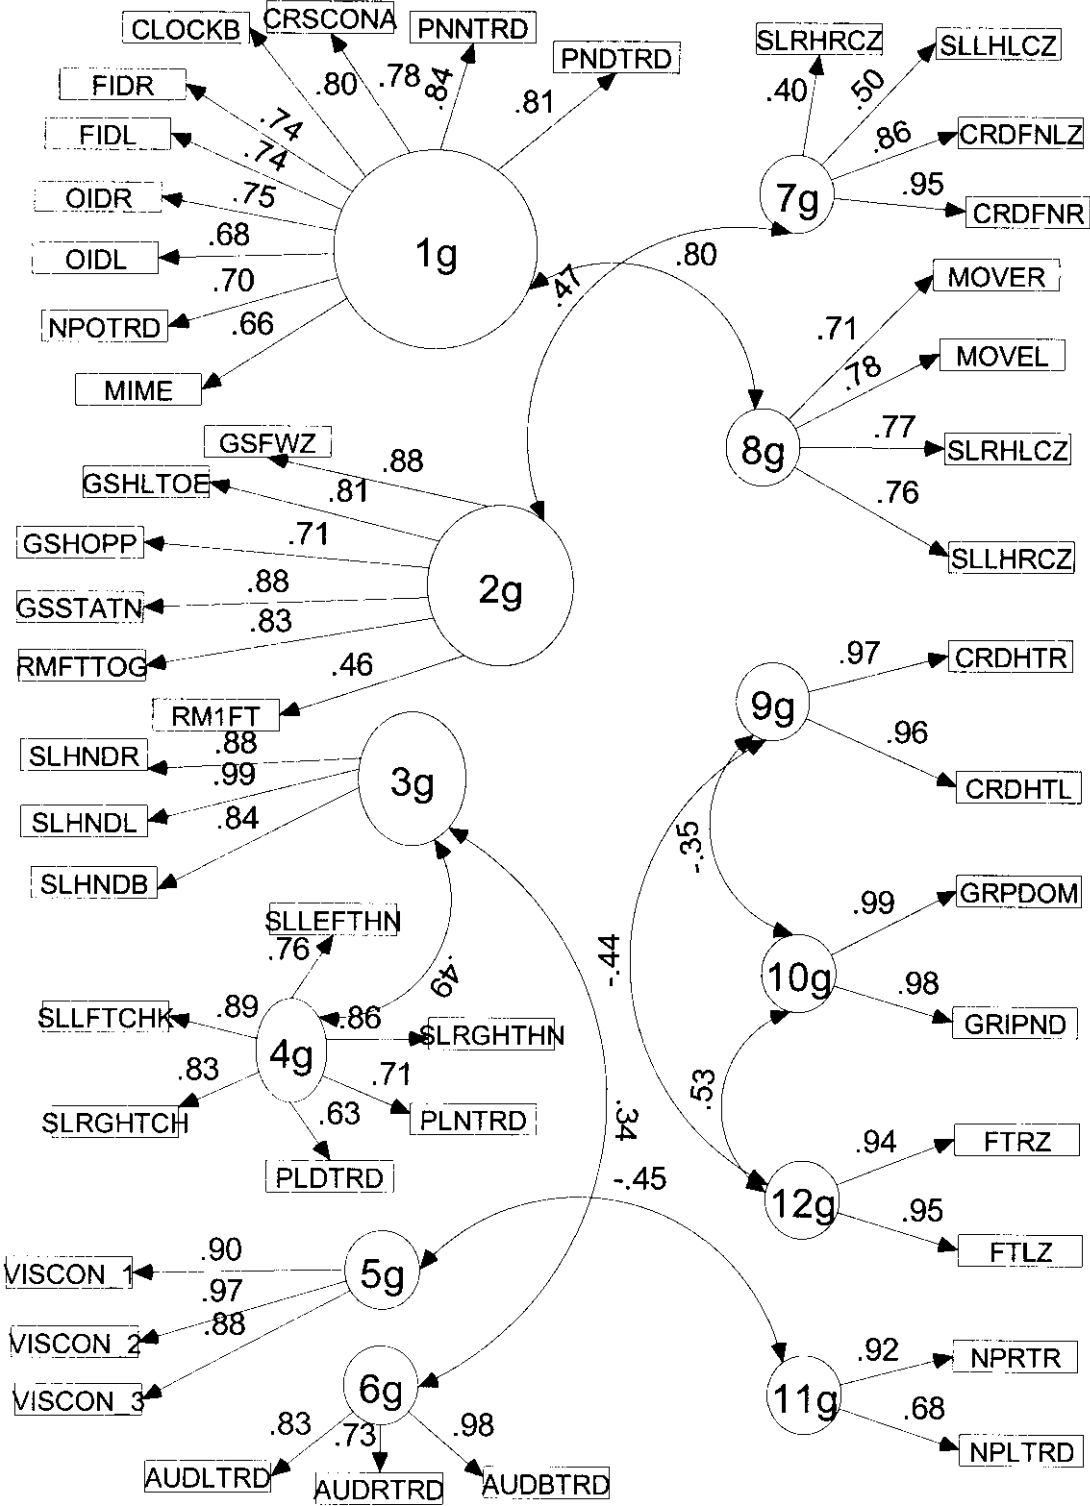 CLOCKB
CRSCONA
PNNTRD
PNDTRD
FIDR
FIDL
OIDR
OIDL
NPOTRD
MIME
.80
.78
.84
.81
.74
.74
.75
.68
.70
.66
1g
SLRHRCZ
SLLHLCZ
CRDFNLZ
CRDFNR
.40
.50
.86
.95
7g
.80
.47
MOVER
MOVEL
SLRHLCZ
SLLHRCZ
.71
.78
.77
.76
8g
GSFWZ
GSHLTOE
GSHOPP
GSSTATN
RMFTTOG
RM1FT
.88
.81
.71
.88
.83
.46
2g
SLHNDR
SLHNDL
SLHNDB
.88
.99
.84
3g
CRDHTR
CRDHTL
.97
.96
9g
-.35
-.44
GRPDOM
GRIPND
.99
.98
10g
.53
SLLEFTHN
SLLFTCHK
SLRGHTCH
PLDTRD
PLNTRD
SLRGHTHN
.76
.89
.83
.63
.71
.86
4g
.49
.34
-.45
FTRZ
FTLZ
.94
.95
12g
VISCON_1
VISCON_2
VISCON_3
.90
.97
.88
5g
AUDLTRD
AUDRTRD
AUDBTRD
.83
.73
.98
6g
NPRTR
NPLTRD
.92
.68
11g